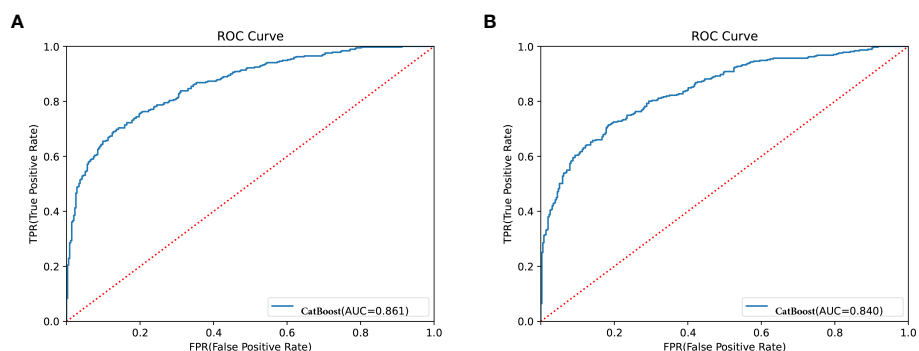 A
ROC Curve
1.0
0.8
0.6
0.4
0.2
0.0
TPR(True Positive Rate)
0.2
0.4
0.6
0.8
1.0
FPR(False Positive Rate)
CatBoost(AUC=0.861)
B
ROC Curve
1.0
0.8
0.6
0.4
0.2
0.0
TPR(True Positive Rate)
0.2
0.4
0.6
0.8
1.0
FPR(False Positive Rate)
CatBoost(AUC=0.840)